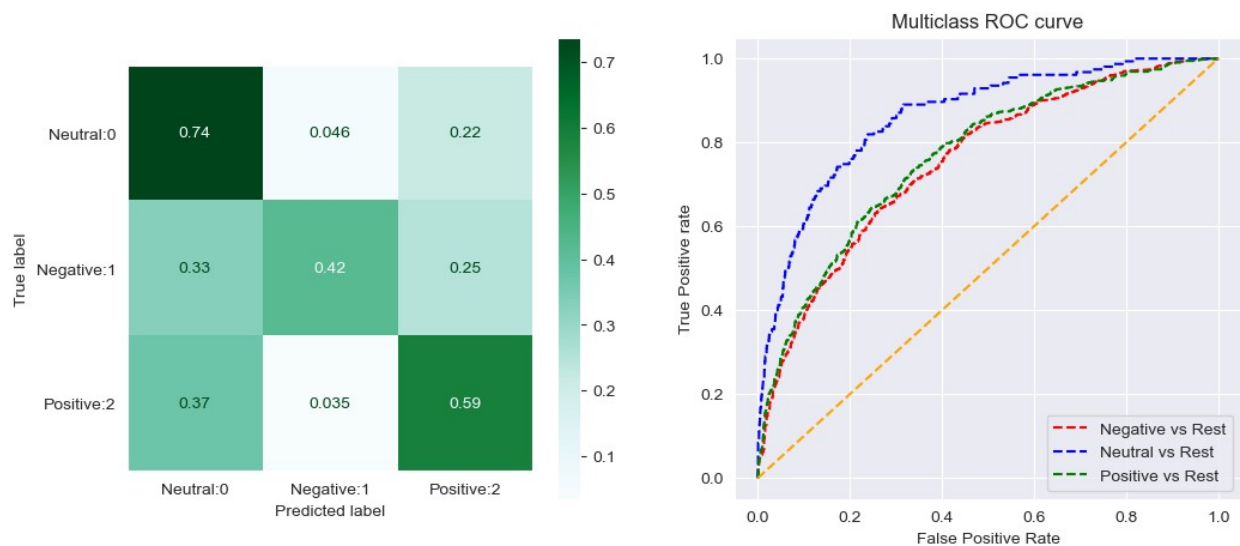 Neutral:0
Negative:1
Positive:2
True label
0.74 0.046 0.22
0.33 0.42 0.25
0.37 0.035 0.59
Neutral:0 Negative:1 Positive:2
Predicted label
0.7
0.6
0.5
0.4
0.3
0.2
0.1
Multiclass ROC curve
1.0
0.8
0.6
0.4
0.2
0.0
True Positive rate
Negative vs Rest
Neutral vs Rest
Positive vs Rest
0.0 0.2 0.4 0.6 0.8 1.0
False Positive Rate